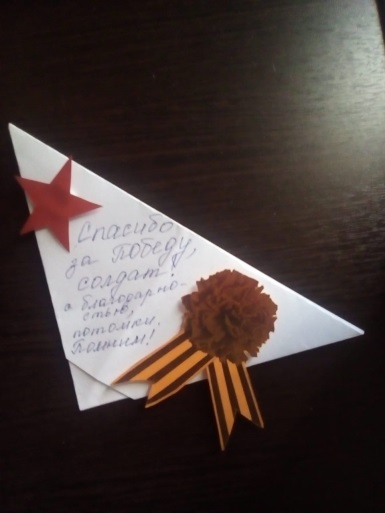 Спасибо
за Победу,
солдат!
с благодарно-
стью,
потомки.
Помним!